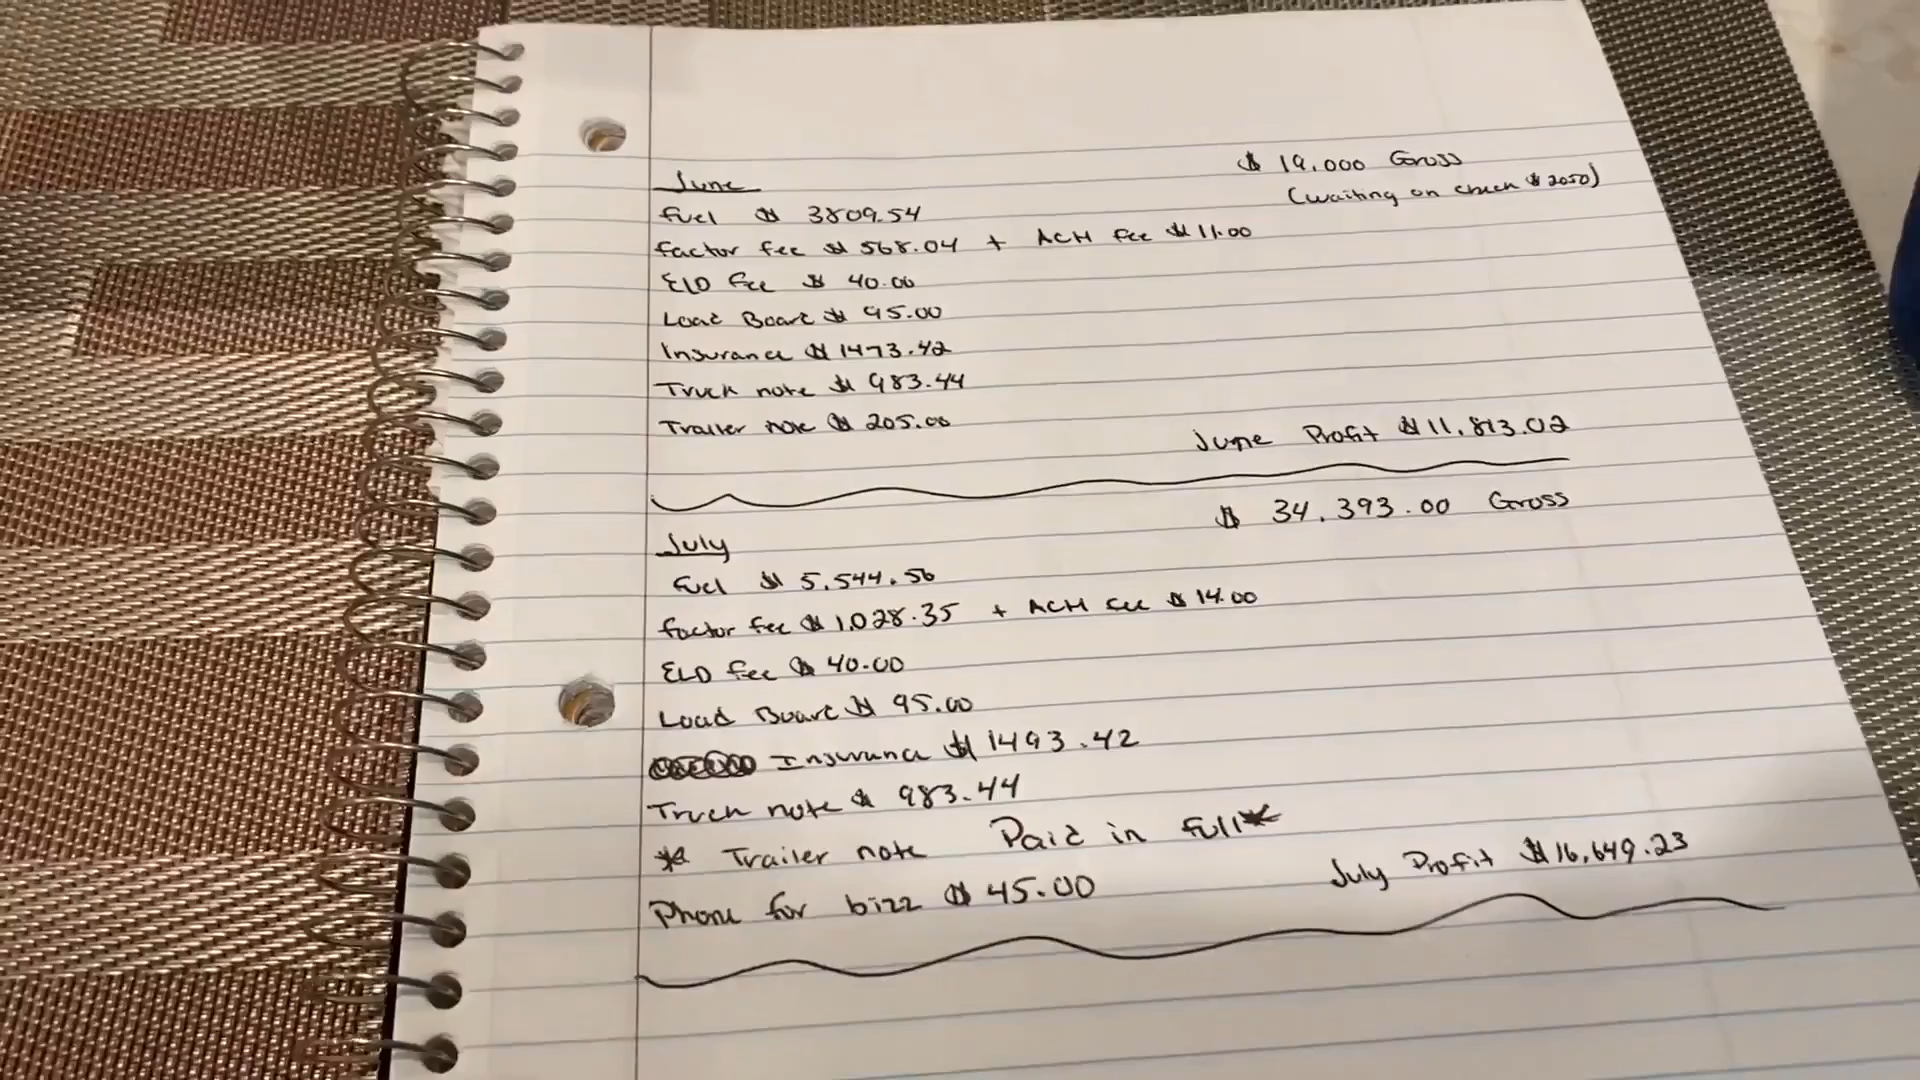 $ 19,000 Gross
(waiting on check $2050)
June
Fuel $ 3809.54
factor fee $ 568.04 + ACH fee $ 11.00
ELD fee $ 40.00
Load Board $ 95.00
Insurance $ 1473.42
Truck note $ 983.44
Trailer note $ 205.00
June Profit $ 11,813.02
$ 34,393.00 Gross
July
Fuel $ 5,544.56
factor fee $ 1,028.35 + ACH fee $ 14.00
ELD fee $ 40.00
Load Board $ 95.00
Insurance $ 1493.42
Truck note $ 983.44
* Trailer note Paid in full*
Phone for bizz $ 45.00
July Profit $ 16,649.23